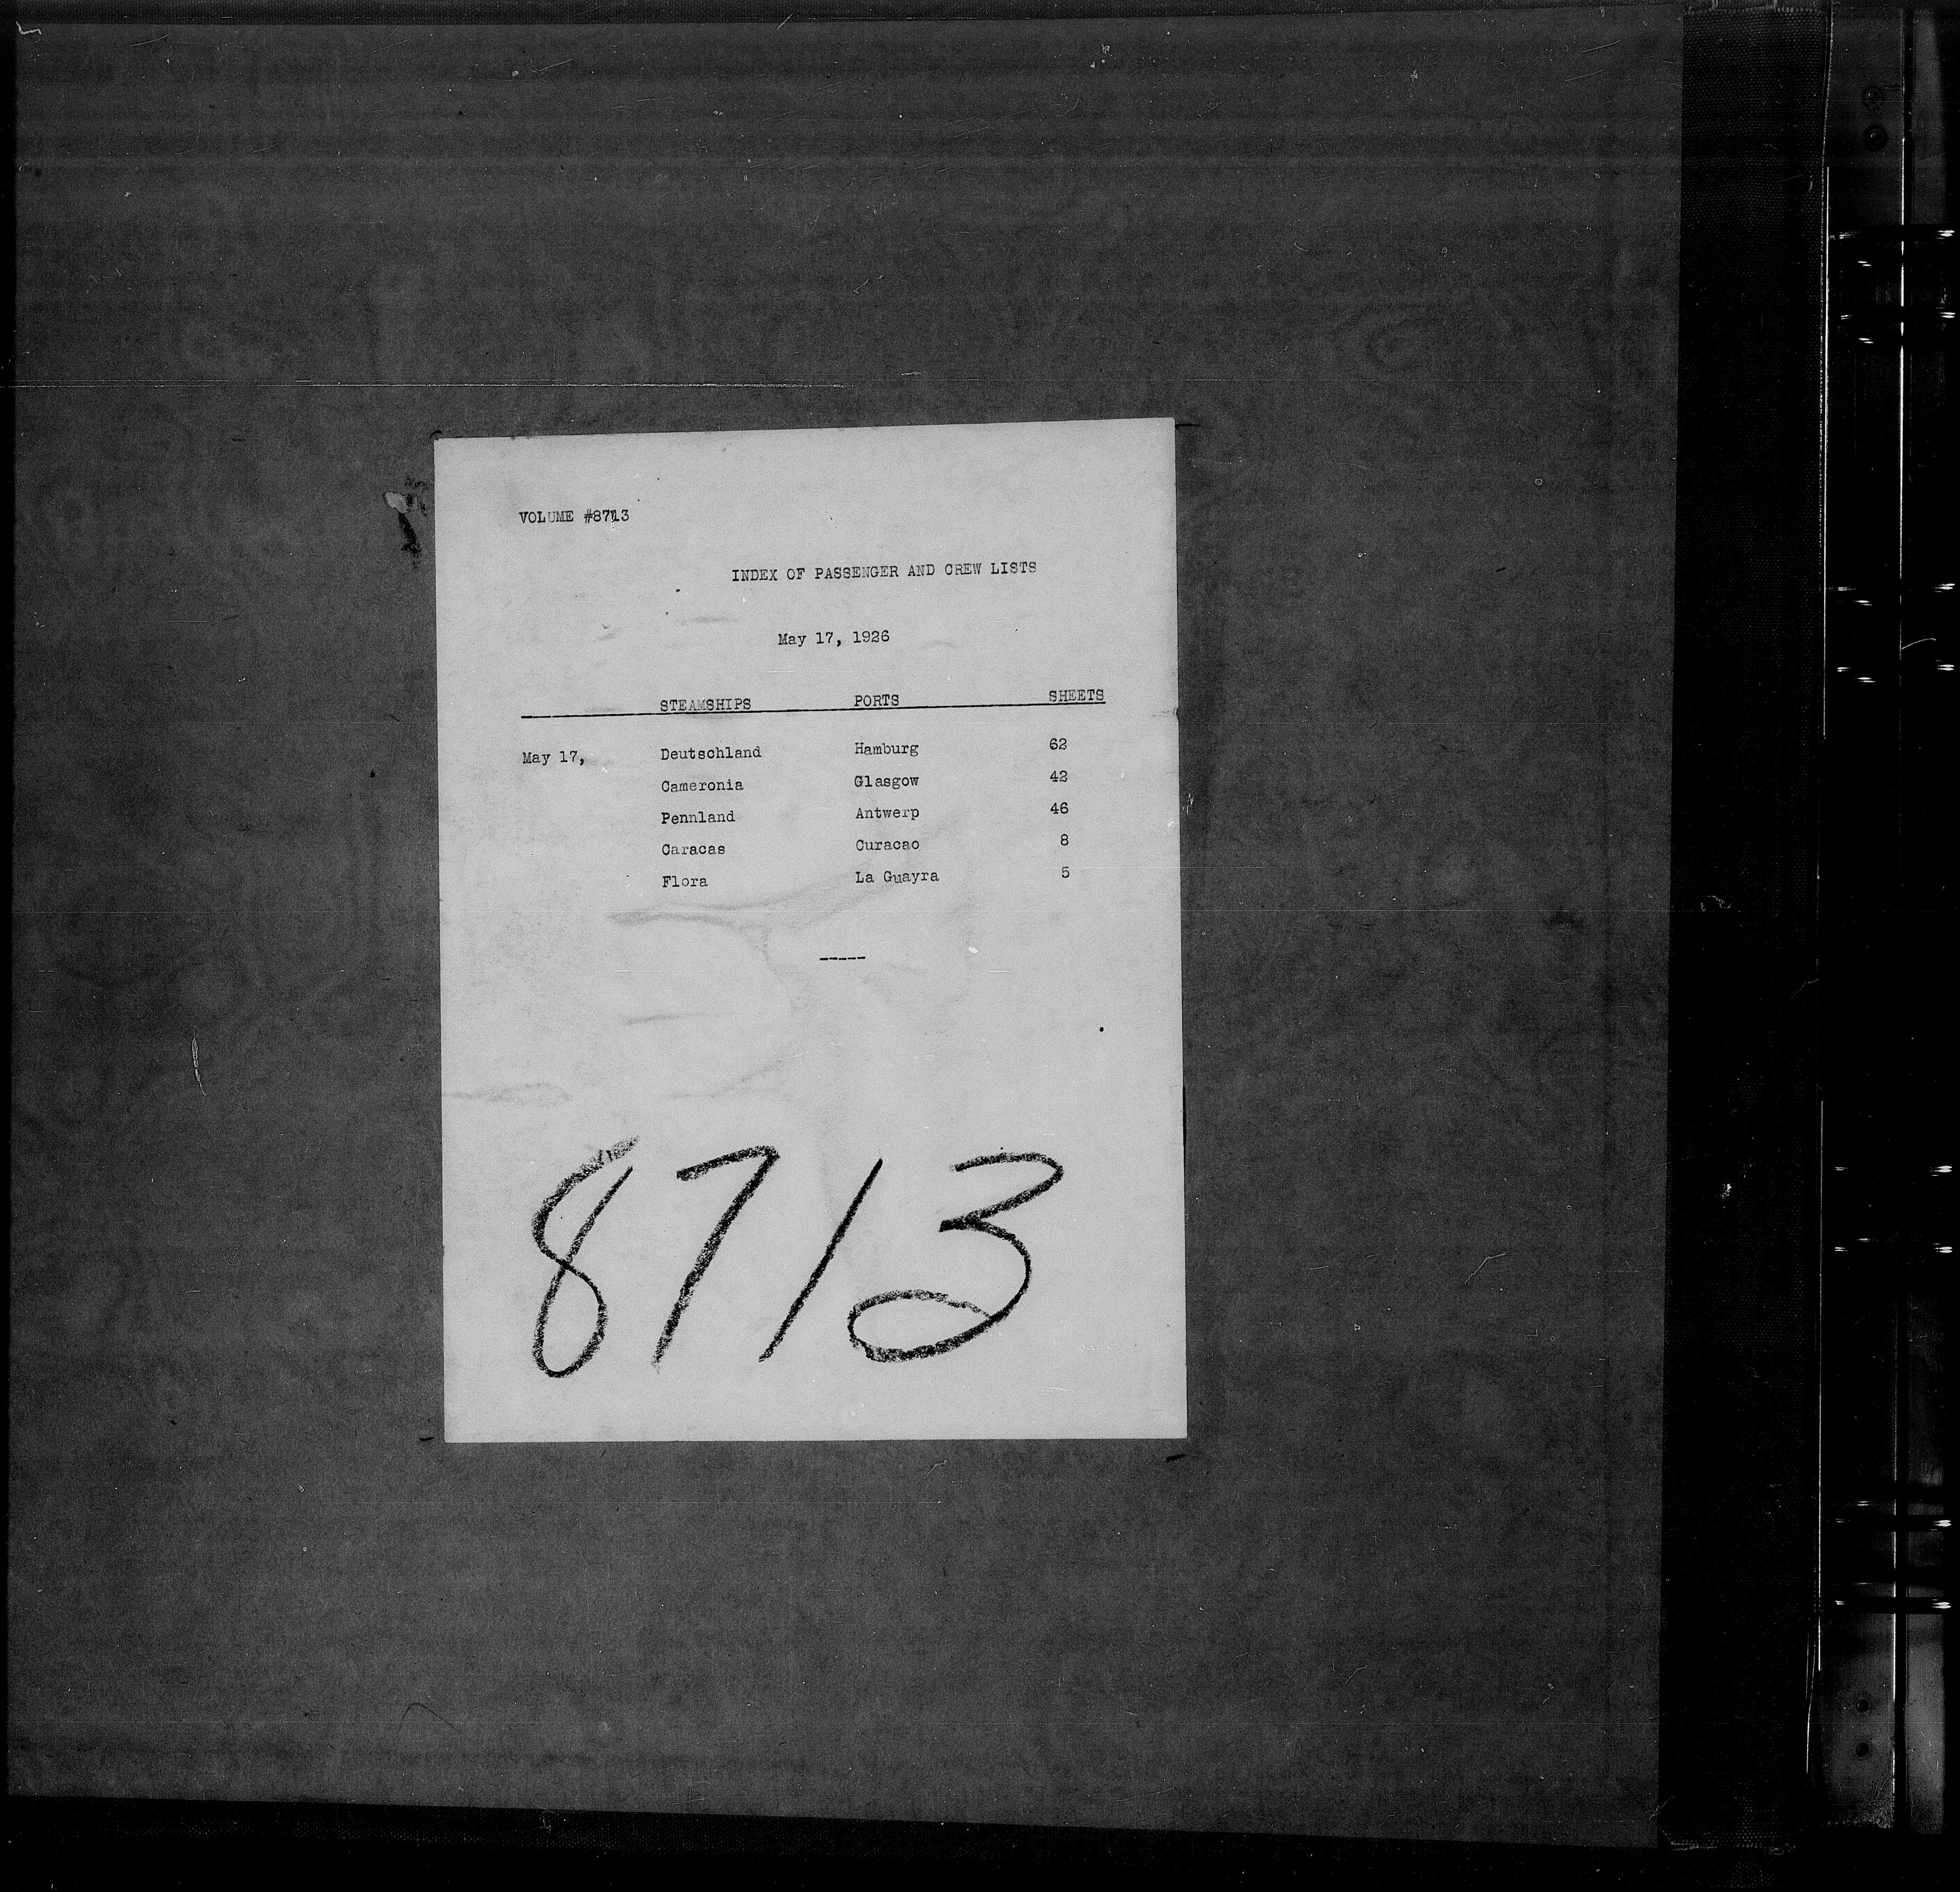 VOLUME #8713
INDEX OF PASSENGER AND CREW LISTS
May 17, 1926
STEAMSHIPS PORTS SHEETS
May 17, Deutschland Hamburg 62
Cameronia Glasgow 42
Pennland Antwerp 46
Caracas Curacao 8
Flora La Guayra 5
-----
8713